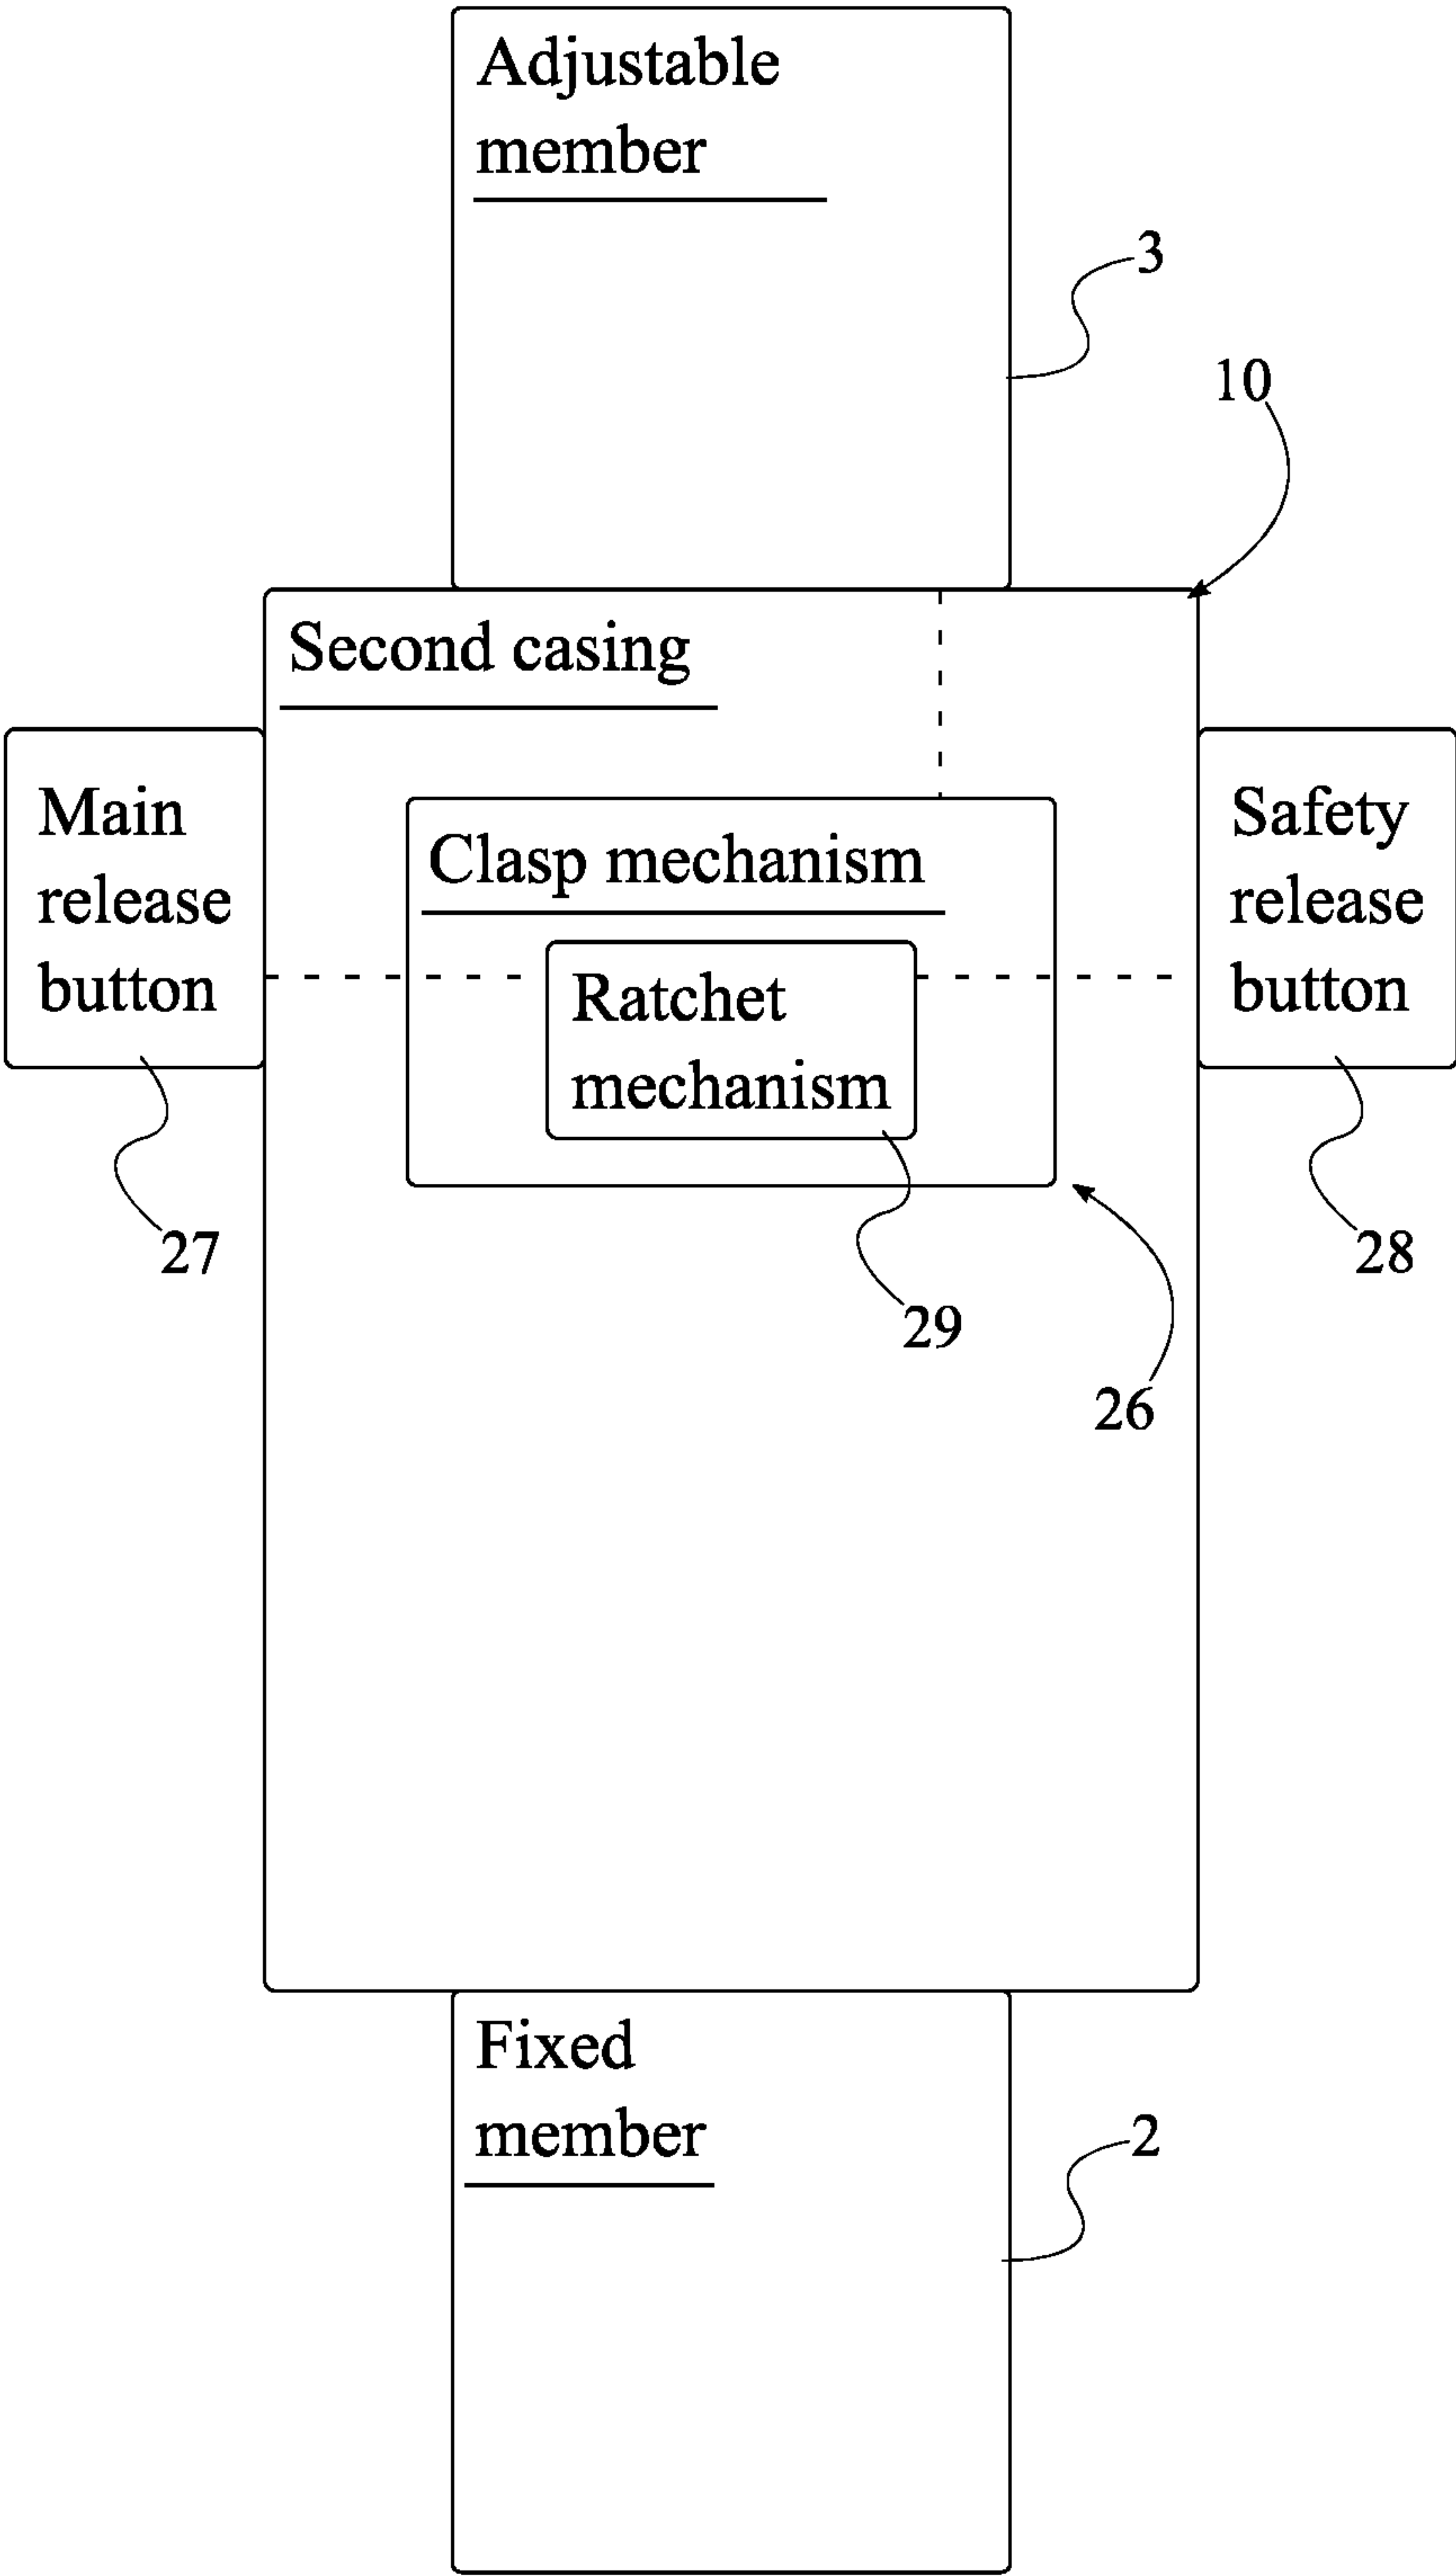 Adjustable
member
3
10
Second casing
Main
release
button
Clasp mechanism
Ratchet
mechanism
Safety
release
button
27
29
28
26
Fixed
member
2